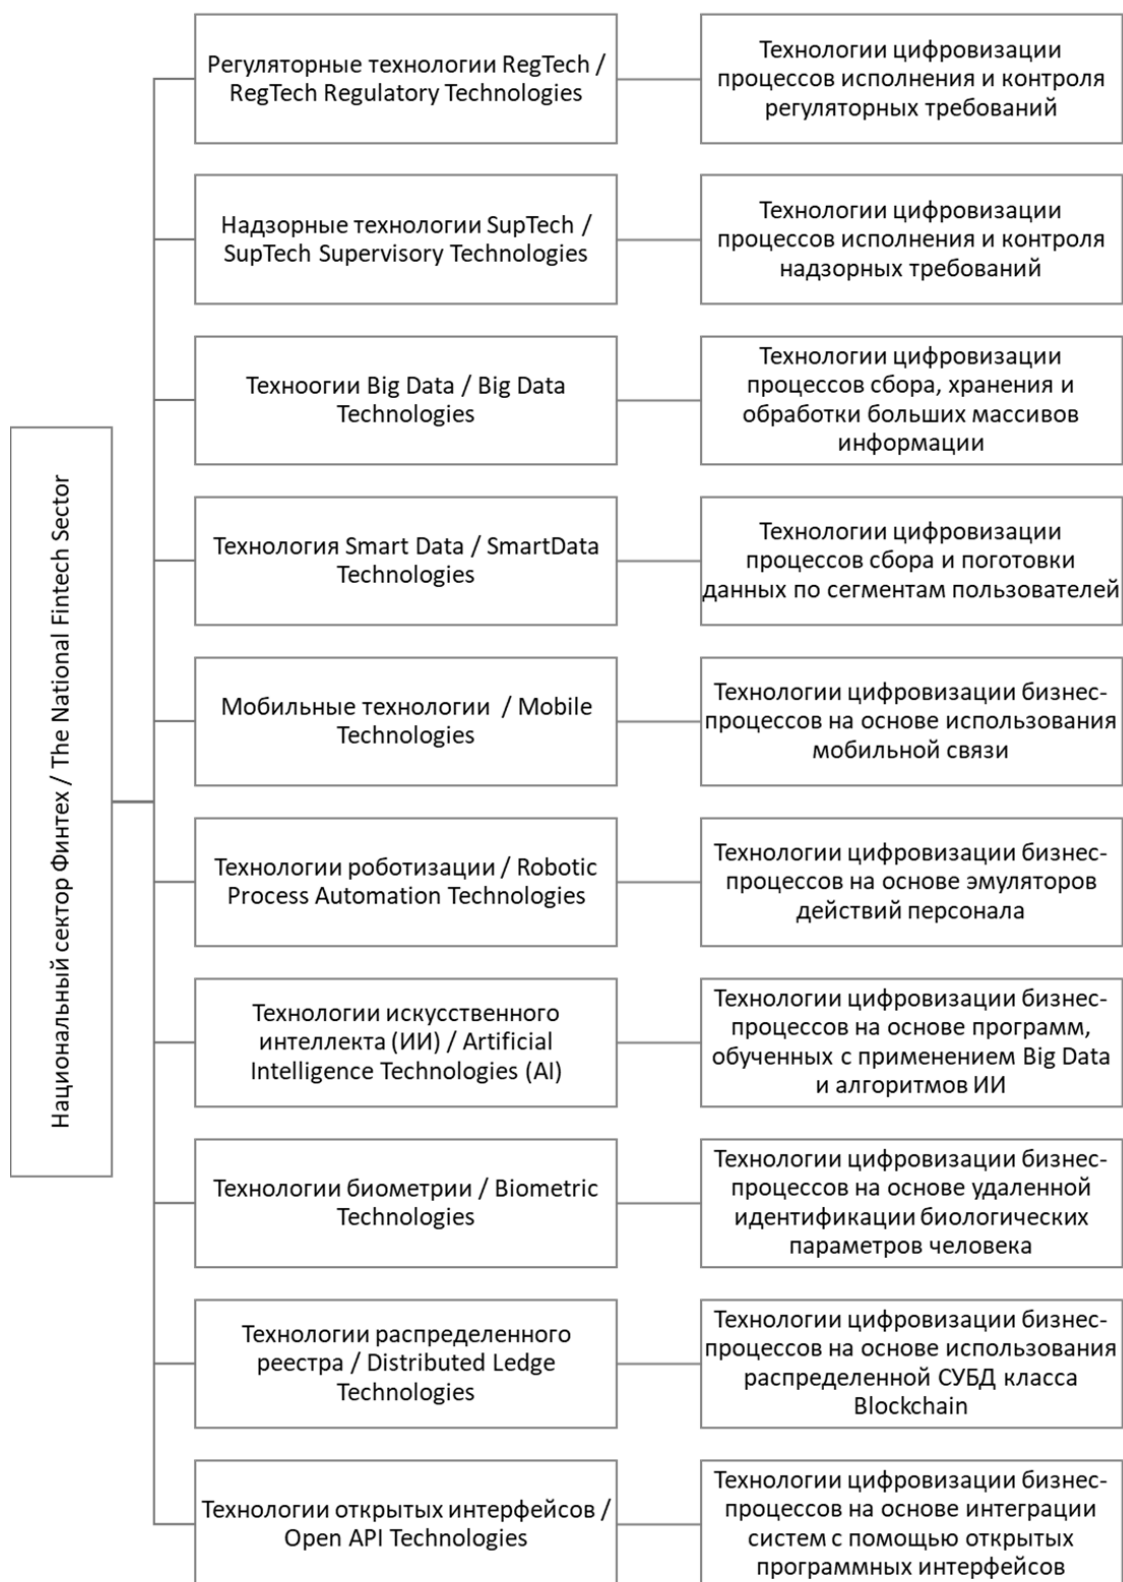 Национальный сектор Финтех / The National Fintech Sector
Регуляторные технологии RegTech /
RegTech Regulatory Technologies
Технологии цифровизации
процессов исполнения и контроля
регуляторных требований
Надзорные технологии SupTech /
SupTech Supervisory Technologies
Технологии цифровизации
процессов исполнения и контроля
надзорных требований
Техноогии Big Data / Big Data
Technologies
Технологии цифровизации
процессов сбора, хранения и
обработки больших массивов
информации
Технология Smart Data / SmartData
Technologies
Технологии цифровизации
процессов сбора и поготовки
данных по сегментам пользователей
Мобильные технологии / Mobile
Technologies
Технологии цифровизации бизнес-
процессов на основе использования
мобильной связи
Технологии роботизации / Robotic
Process Automation Technologies
Технологии цифровизации бизнес-
процессов на основе эмуляторов
действий персонала
Технологии искусственного
интеллекта (ИИ) / Artificial
Intelligence Technologies (AI)
Технологии цифровизации бизнес-
процессов на основе программ,
обученных с применением Big Data
и алгоритмов ИИ
Технологии биометрии / Biometric
Technologies
Технологии цифровизации бизнес-
процессов на основе удаленной
идентификации биологических
параметров человека
Технологии распределенного
реестра / Distributed Ledge
Technologies
Технологии цифровизации бизнес-
процессов на основе использования
распределенной СУБД класса
Blockchain
Технологии открытых интерфейсов /
Open API Technologies
Технологии цифровизации бизнес-
процессов на основе интеграции
систем с помощью открытых
программных интерфейсов